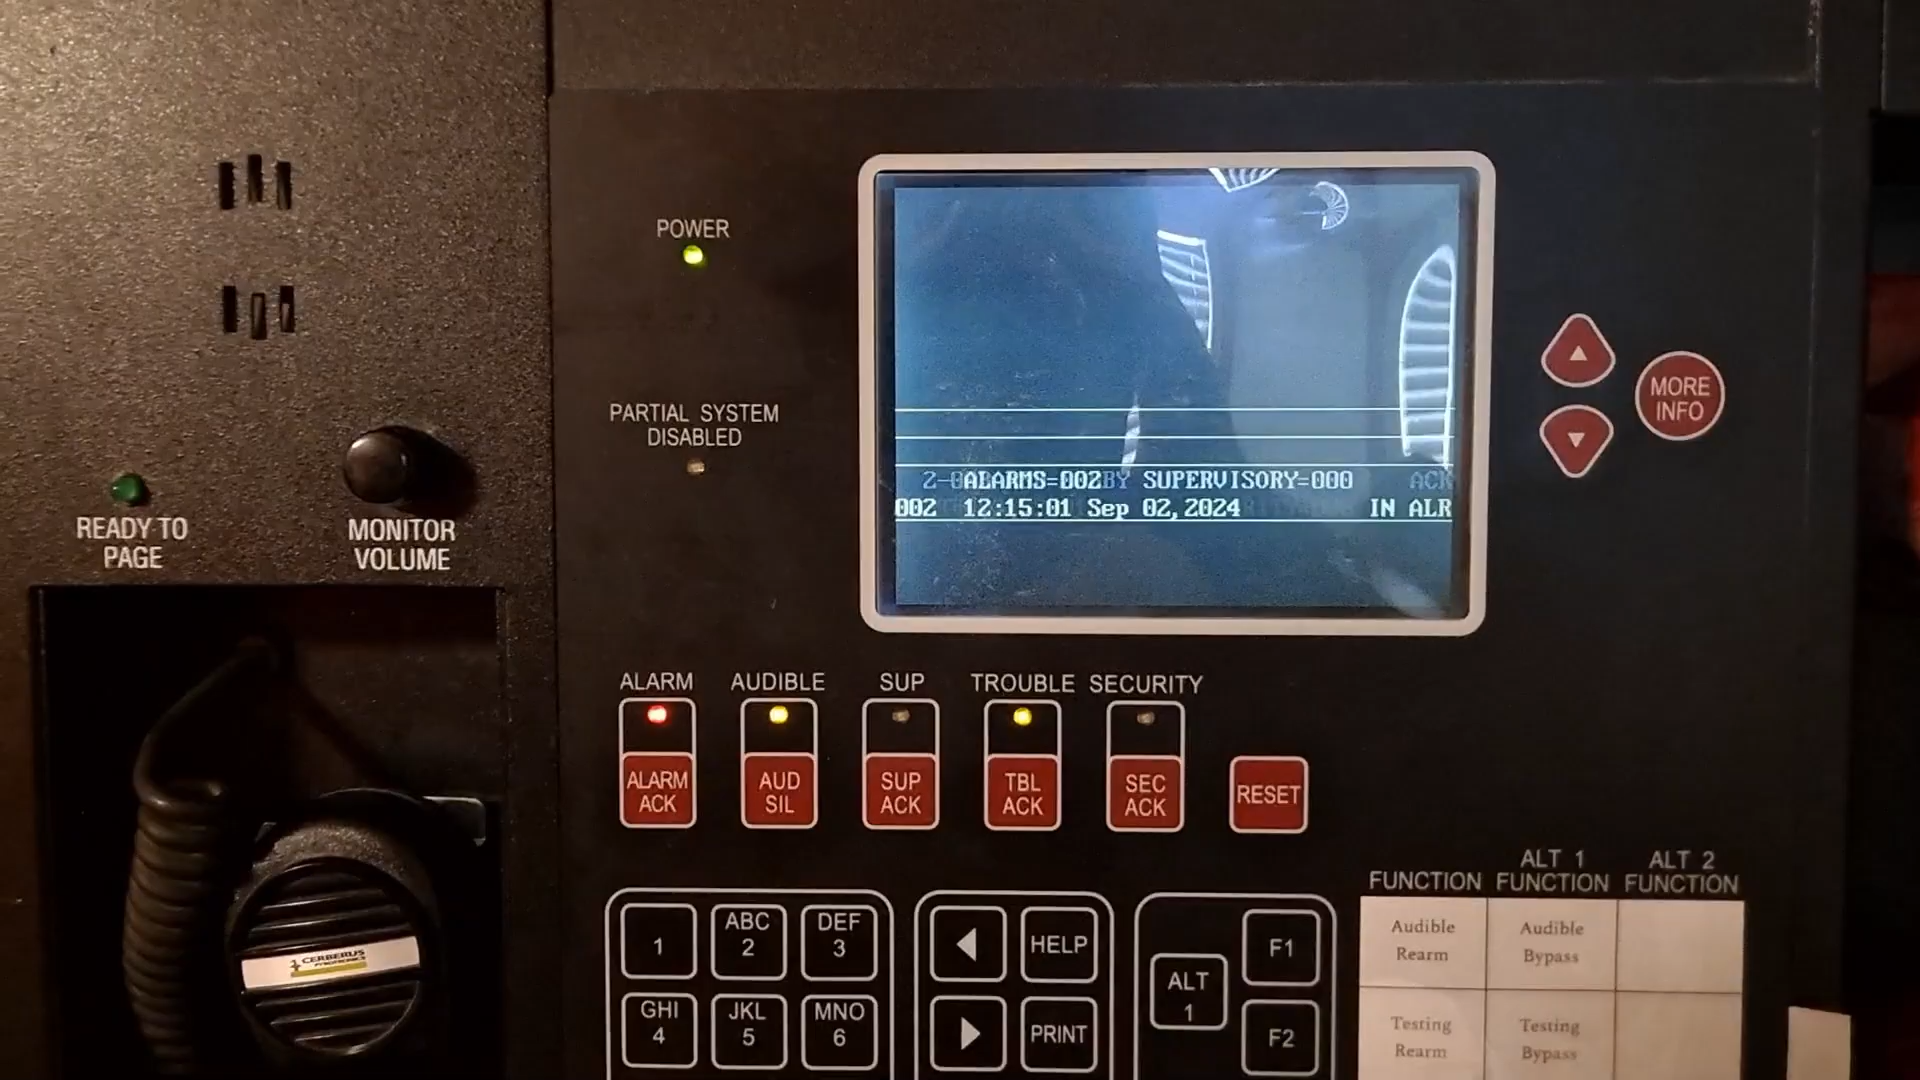 POWER
PARTIAL SYSTEM
DISABLED
READY TO
PAGE
MONITOR
VOLUME
ALARMS=002 BY SUPERVISORY=000 ACK
002 12:15:01 Sep 02,2024 IN ALR
MORE
INFO
ALARM
AUDIBLE
SUP
TROUBLE
SECURITY
ALARM
ACK
AUD
SIL
SUP
ACK
TBL
ACK
SEC
ACK
RESET
1
ABC
2
DEF
3
GHI
4
JKL
5
MNO
6
HELP
PRINT
ALT
1
F1
F2
FUNCTION
ALT 1
FUNCTION
ALT 2
FUNCTION
Audible
Rearm
Audible
Bypass
Testing
Rearm
Testing
Bypass
CERBERUS
PYROTRONICS